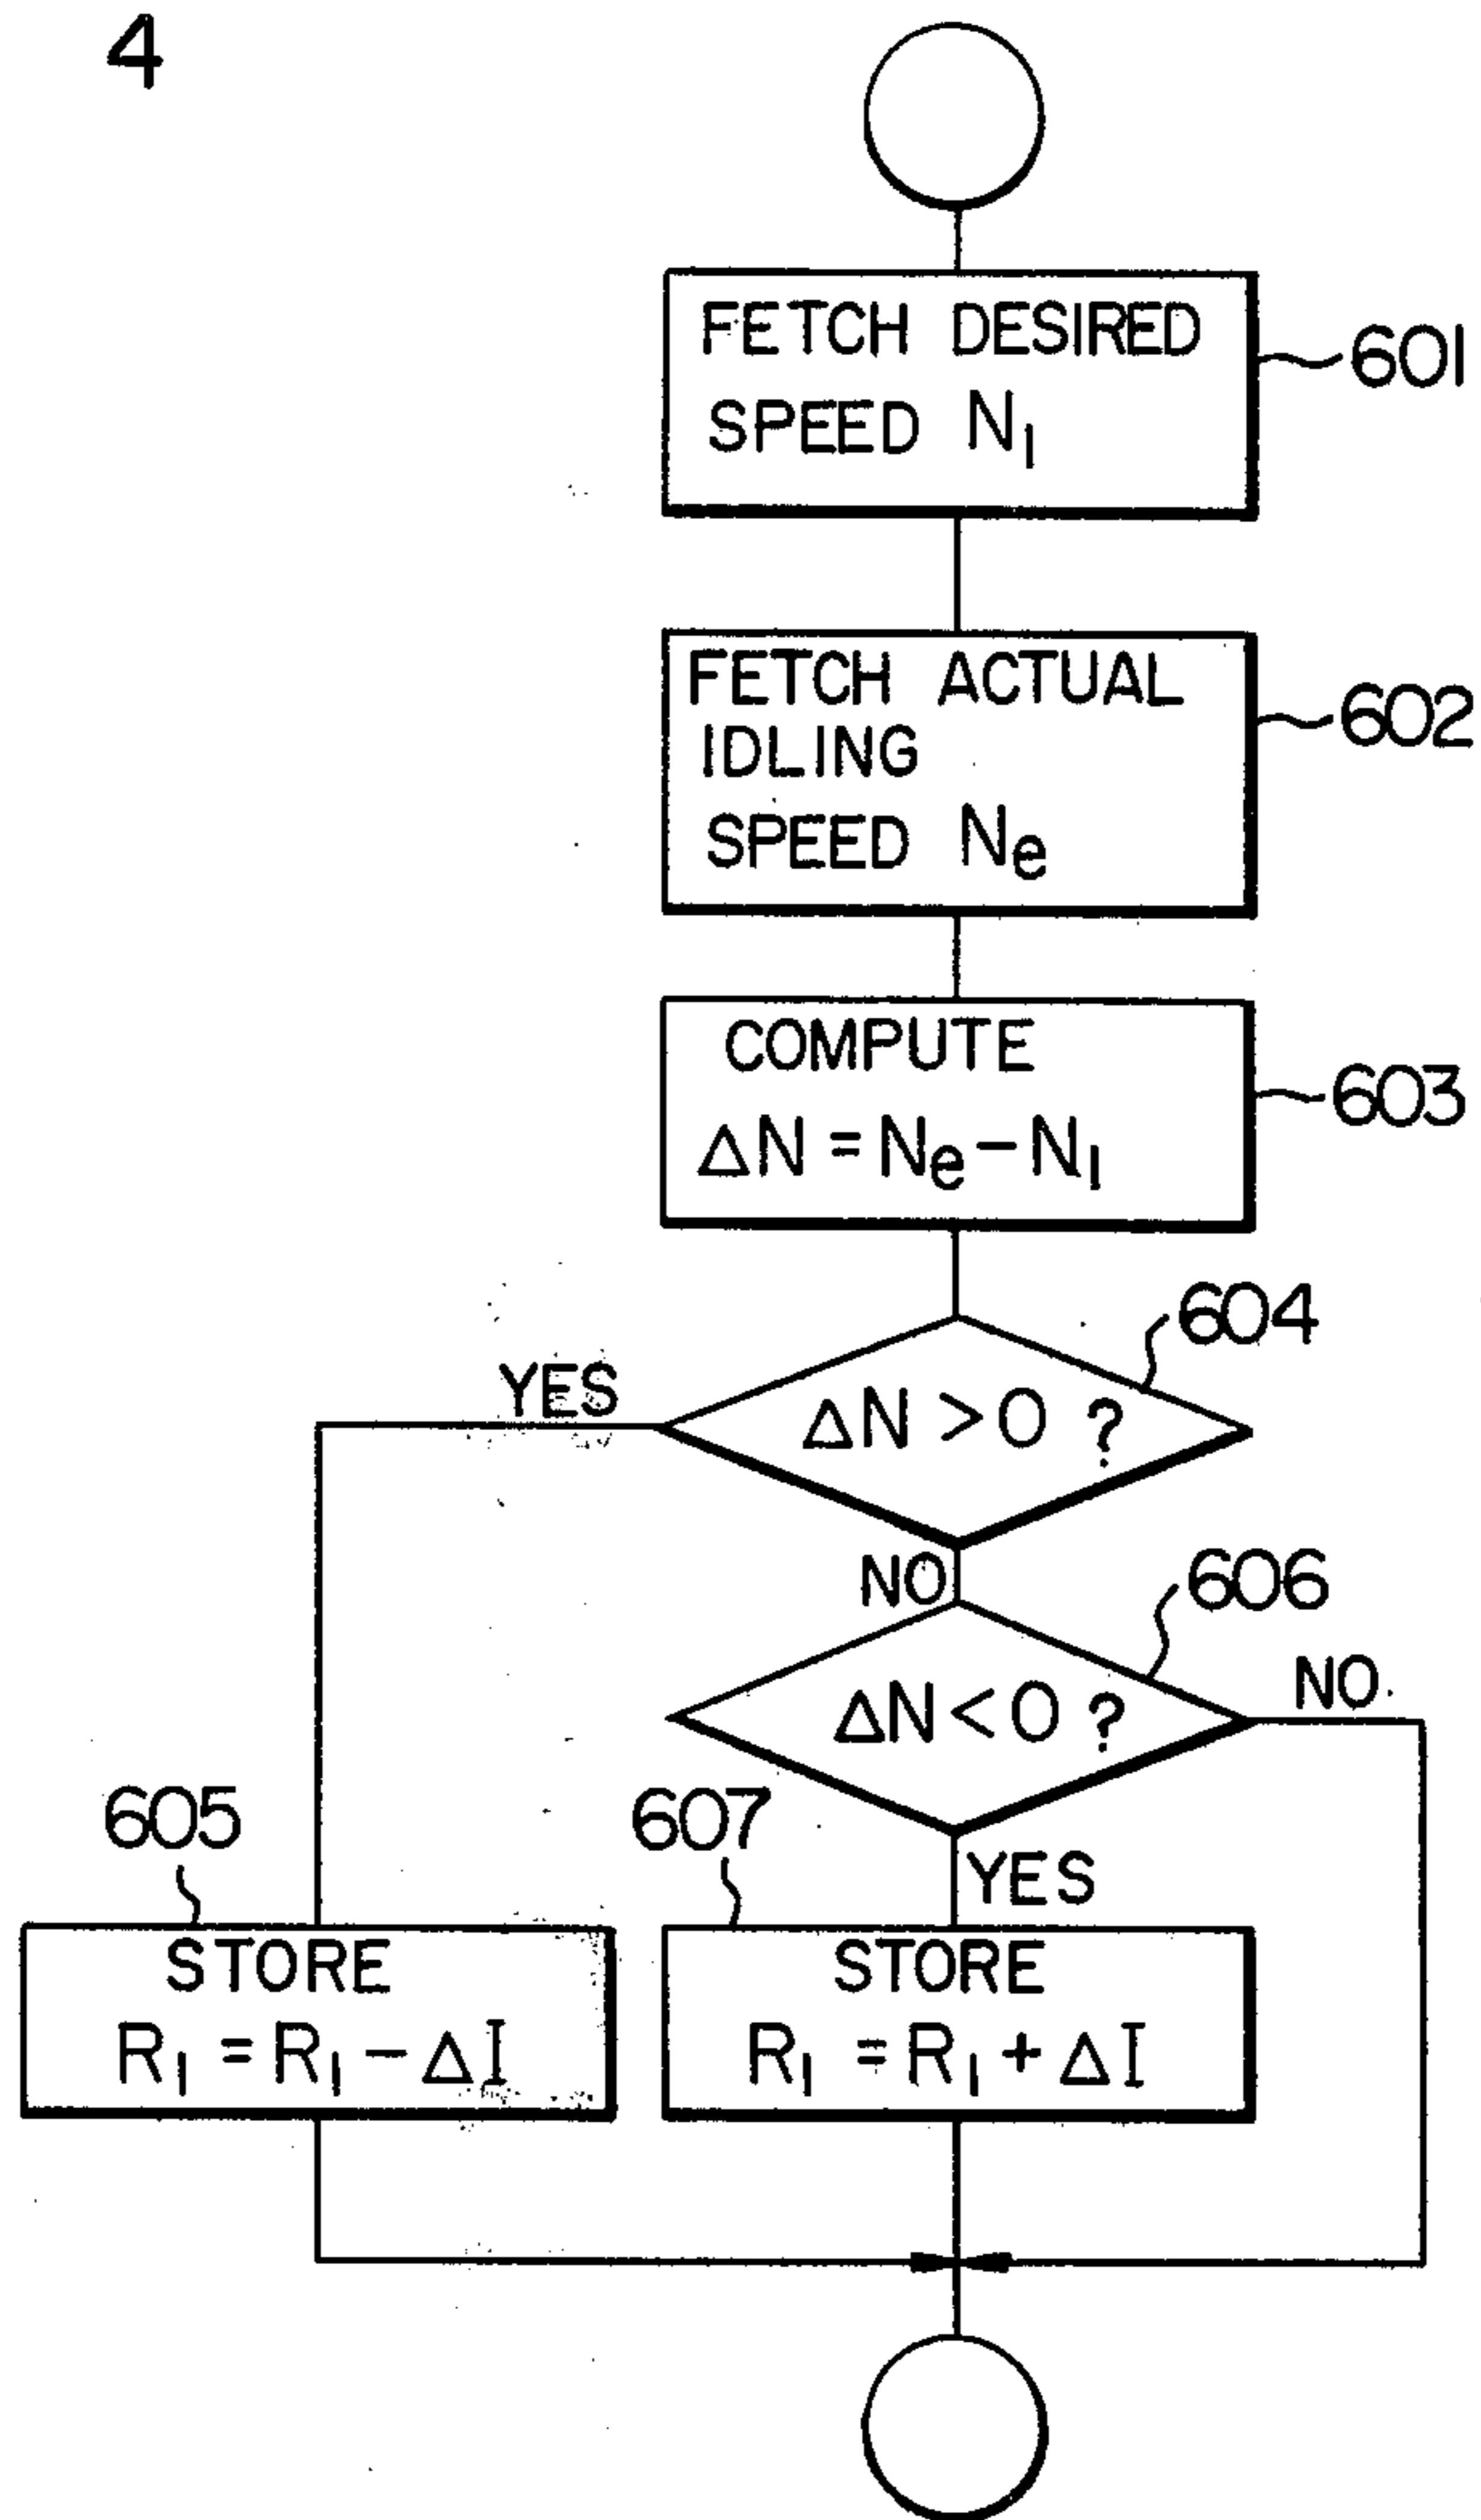 4
FETCH DESIRED
SPEED N₁
601
FETCH ACTUAL
IDLING
SPEED Nₑ
602
COMPUTE
ΔN = Nₑ − N₁
603
604
YES
ΔN > 0 ?
NO
606
ΔN < 0 ?
NO.
605
607
YES
STORE
R₁ = R₁ − ΔI
STORE
R₁ = R₁ + ΔI